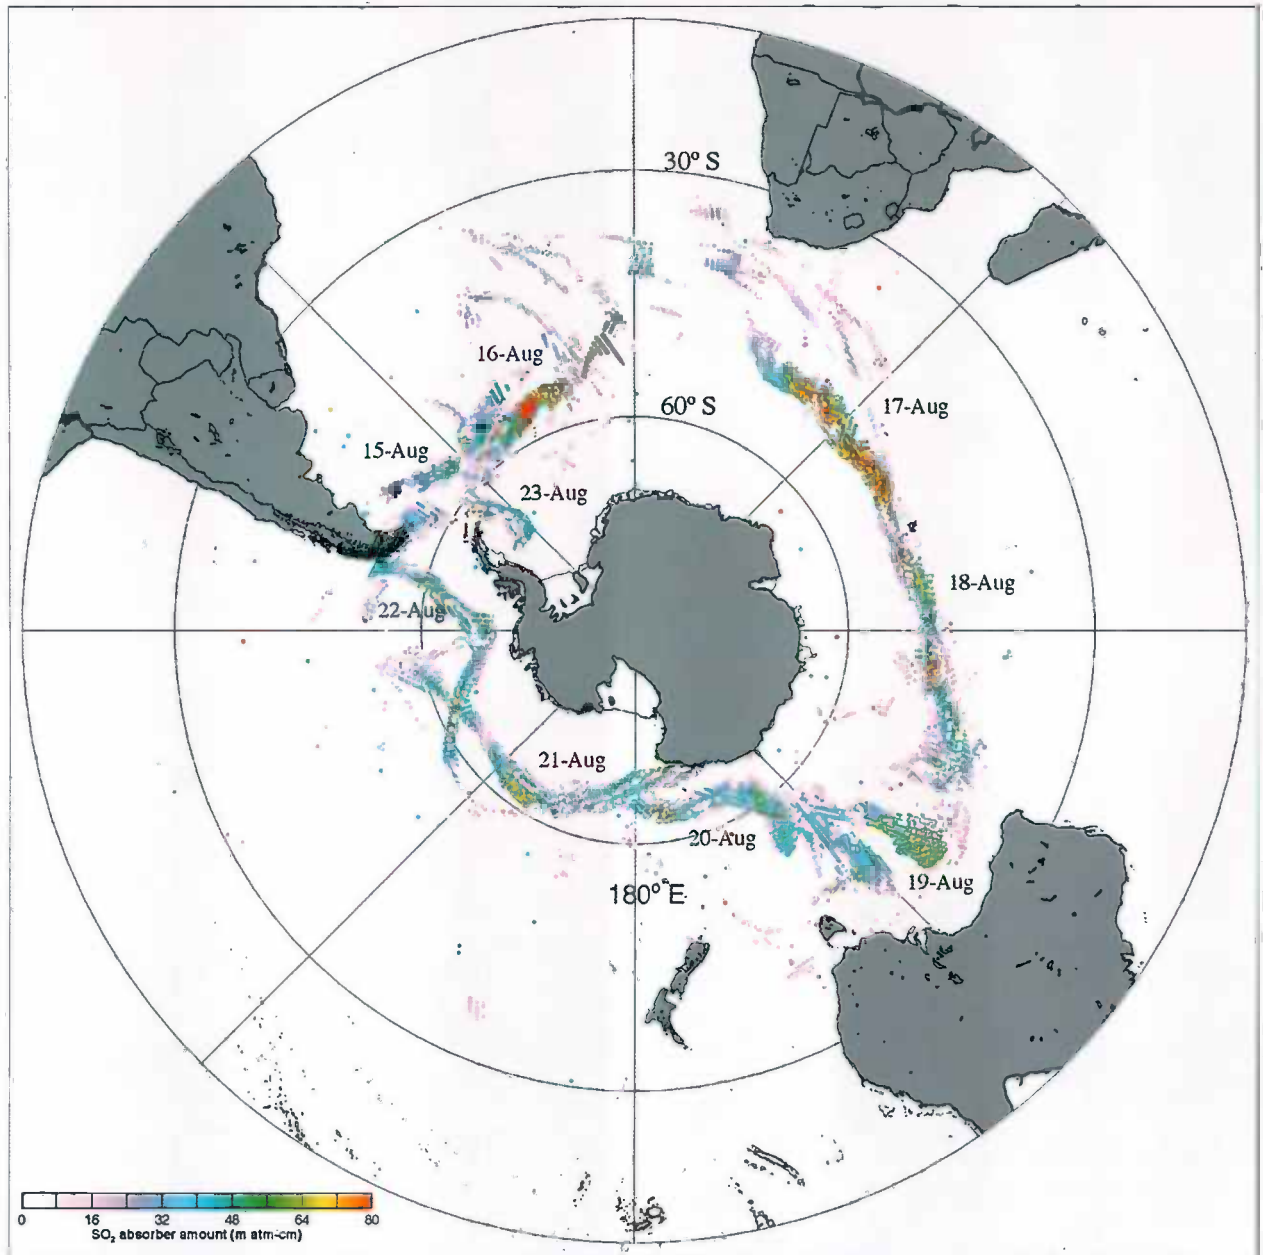 30° S
16-Aug
60° S
17-Aug
15-Aug
23-Aug
18-Aug
22-Aug
21-Aug
20-Aug
19-Aug
180° E
0 16 32 48 64 80
SO₂ absorber amount (m atm-cm)